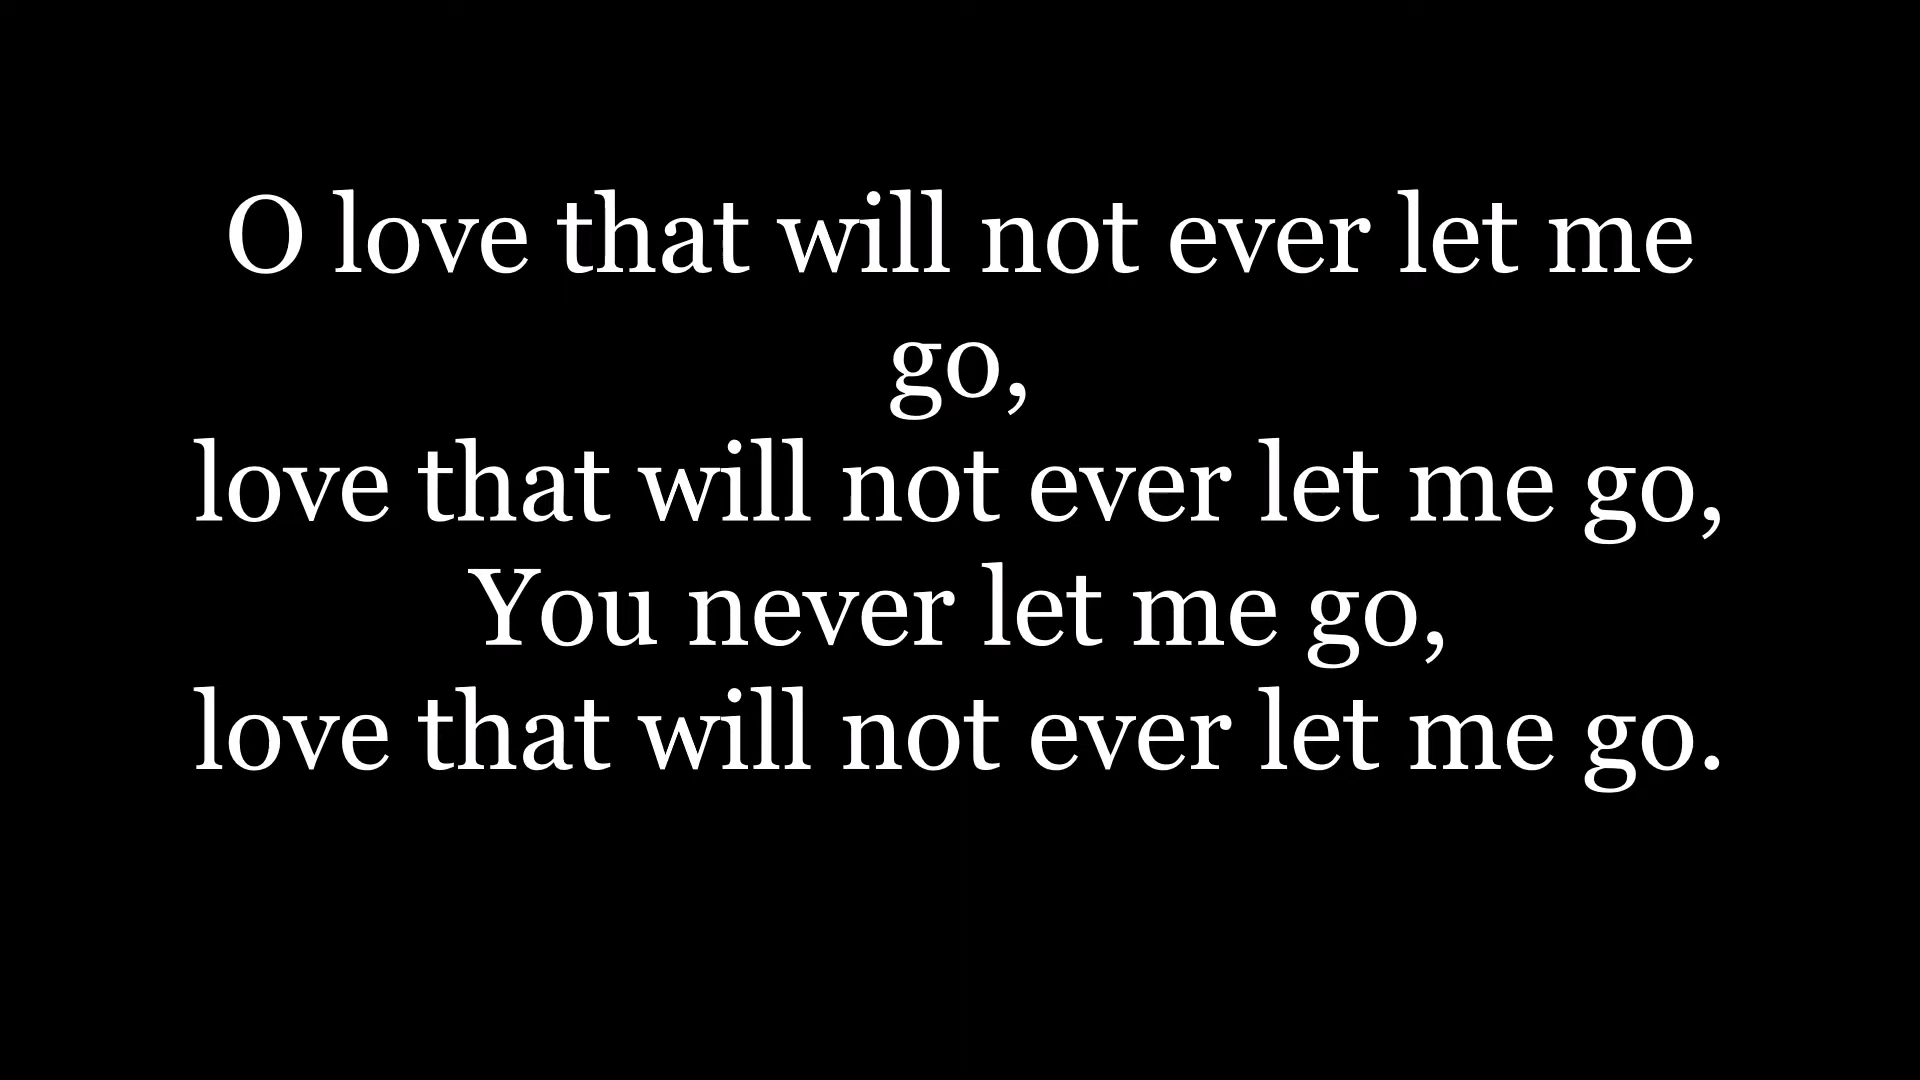 O love that will not ever let me
go,
love that will not ever let me go,
You never let me go,
love that will not ever let me go.